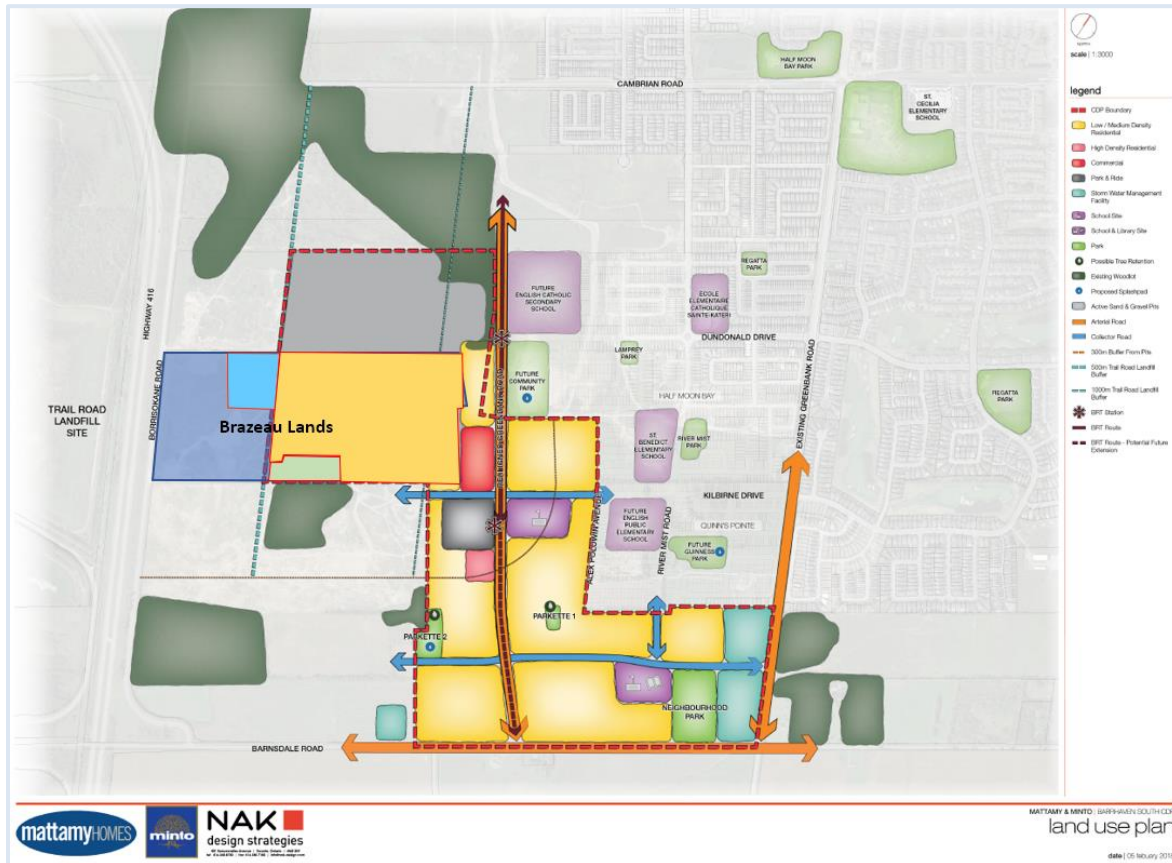 scale | 1:3000
legend
CDP Boundary
Low / Medium Density
Residential
High Density Residential
Commercial
Park & Ride
Storm Water Management
Facility
School Site
School & Library Site
Park
Possible Tree Retention
Existing Woodlot
Proposed Splashpad
Active Sand & Gravel Pits
Arterial Road
Collector Road
300m Buffer From Pits
500m Trail Road Landfill
Buffer
1000m Trail Road Landfill
Buffer
BRT Station
BRT Route
BRT Route - Potential Future
Extension
HALF MOON
BAY PARK
CAMBRIAN ROAD
ST.
CECILIA
ELEMENTARY
SCHOOL
HIGHWAY 416
BORRISOKANE ROAD
TRAIL ROAD
LANDFILL
SITE
Brazeau Lands
FUTURE
ENGLISH CATHOLIC
SECONDARY
SCHOOL
REGATTA
PARK
ECOLE
ELEMENTAIRE
CATHOLIQUE
SAINTE-KATERI
DUNDONALD DRIVE
LAMPREY
PARK
FUTURE
COMMUNITY
PARK
HALF MOON BAY
EXISTING GREENBANK ROAD
REGATTA
PARK
ST.
BENEDICT
ELEMENTARY
SCHOOL
RIVER MIST
PARK
KILBIRNE DRIVE
FUTURE
ENGLISH
PUBLIC
ELEMENTARY
SCHOOL
QUINN'S POINTE
FUTURE
GUINNESS
PARK
ALEX POLOWIN AVENUE
RIVER MIST ROAD
PARKETTE 1
PARKETTE 2
NEIGHBOURHOOD
PARK
BARNSDALE ROAD
mattamyHOMES
minto
NAK
design strategies
MATTAMY & MINTO | BARRHAVEN SOUTH CDP
land use plan